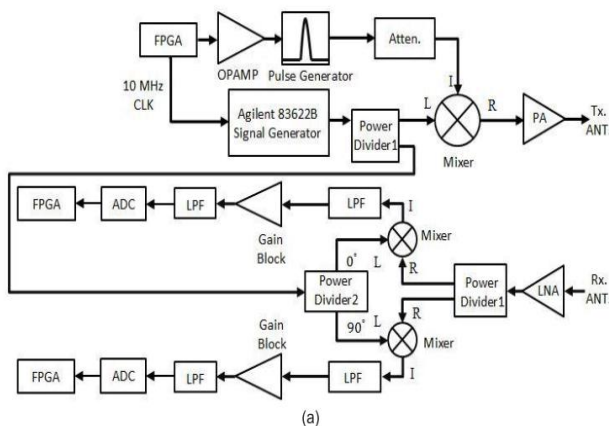 FPGA
OPAMP
Pulse Generator
Atten.
10 MHz
CLK
Agilent 83622B
Signal Generator
Power
Divider1
I
L
R
Mixer
PA
Tx.
ANT.
FPGA
ADC
LPF
Gain
Block
LPF
I
Mixer
0°
L
R
Power
Divider2
Power
Divider1
LNA
Rx.
ANT.
90°
L
R
Mixer
I
Gain
Block
FPGA
ADC
LPF
LPF
(a)